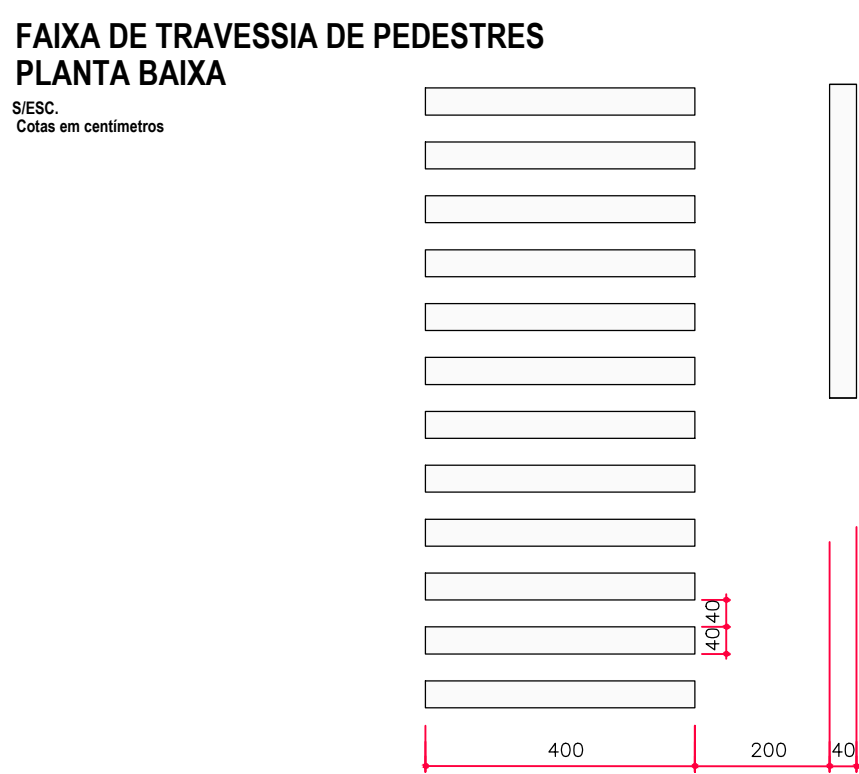 FAIXA DE TRAVESSIA DE PEDESTRES
PLANTA BAIXA
S/ESC.
Cotas em centímetros
40
40
400
200
40